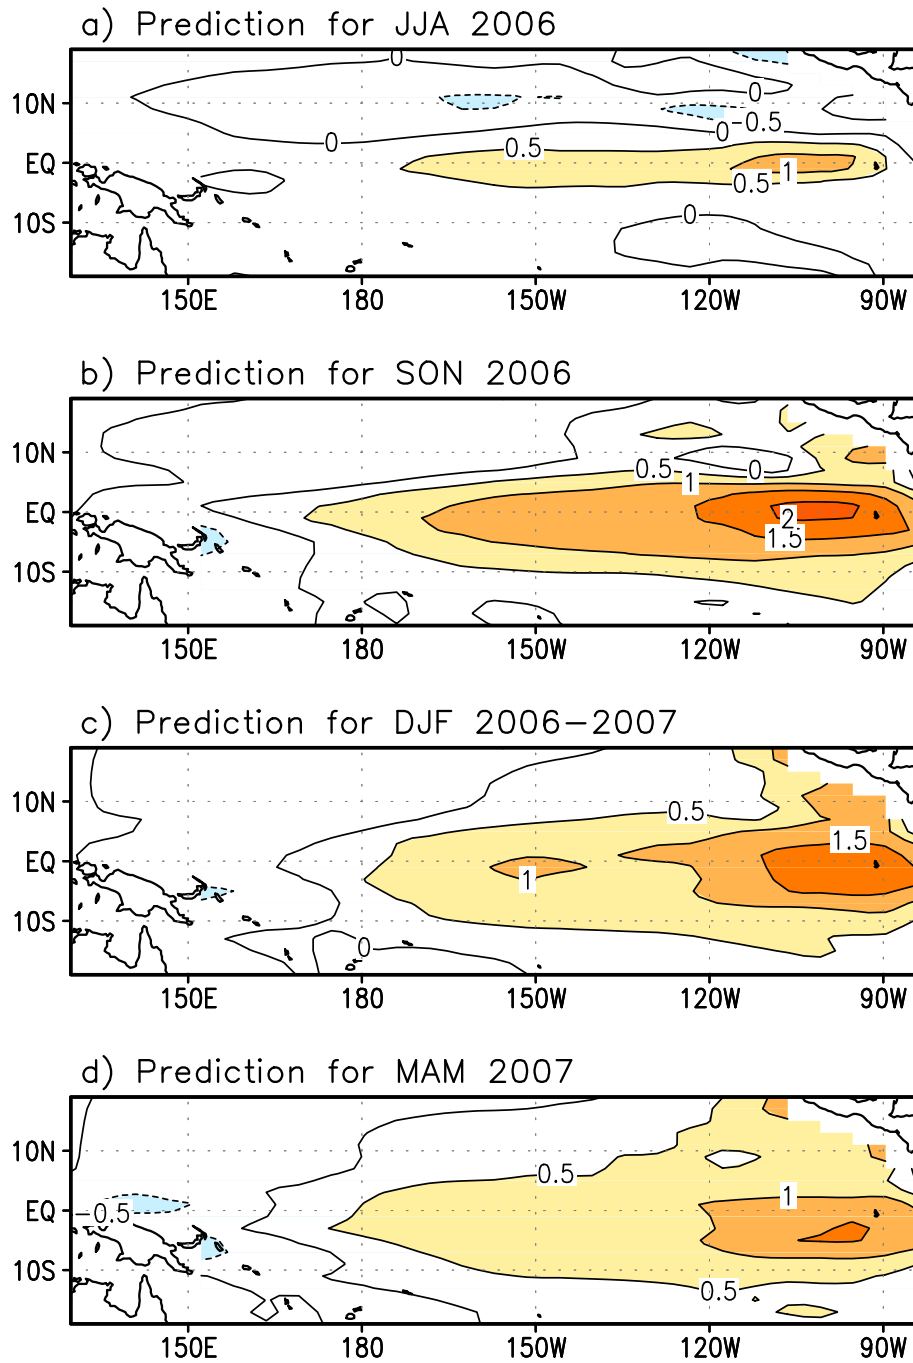 a) Prediction for JJA 2006
0
10N
0
-0.5
0
0
0.5
EQ
1
0.5
0
10S
150E 180 150W 120W 90W
b) Prediction for SON 2006
10N
0.5
0
1
EQ
2
1.5
10S
150E 180 150W 120W 90W
c) Prediction for DJF 2006-2007
10N
0.5
1.5
EQ
1
10S
0
150E 180 150W 120W 90W
d) Prediction for MAM 2007
10N
0.5
1
EQ
-0.5
10S
0.5
150E 180 150W 120W 90W